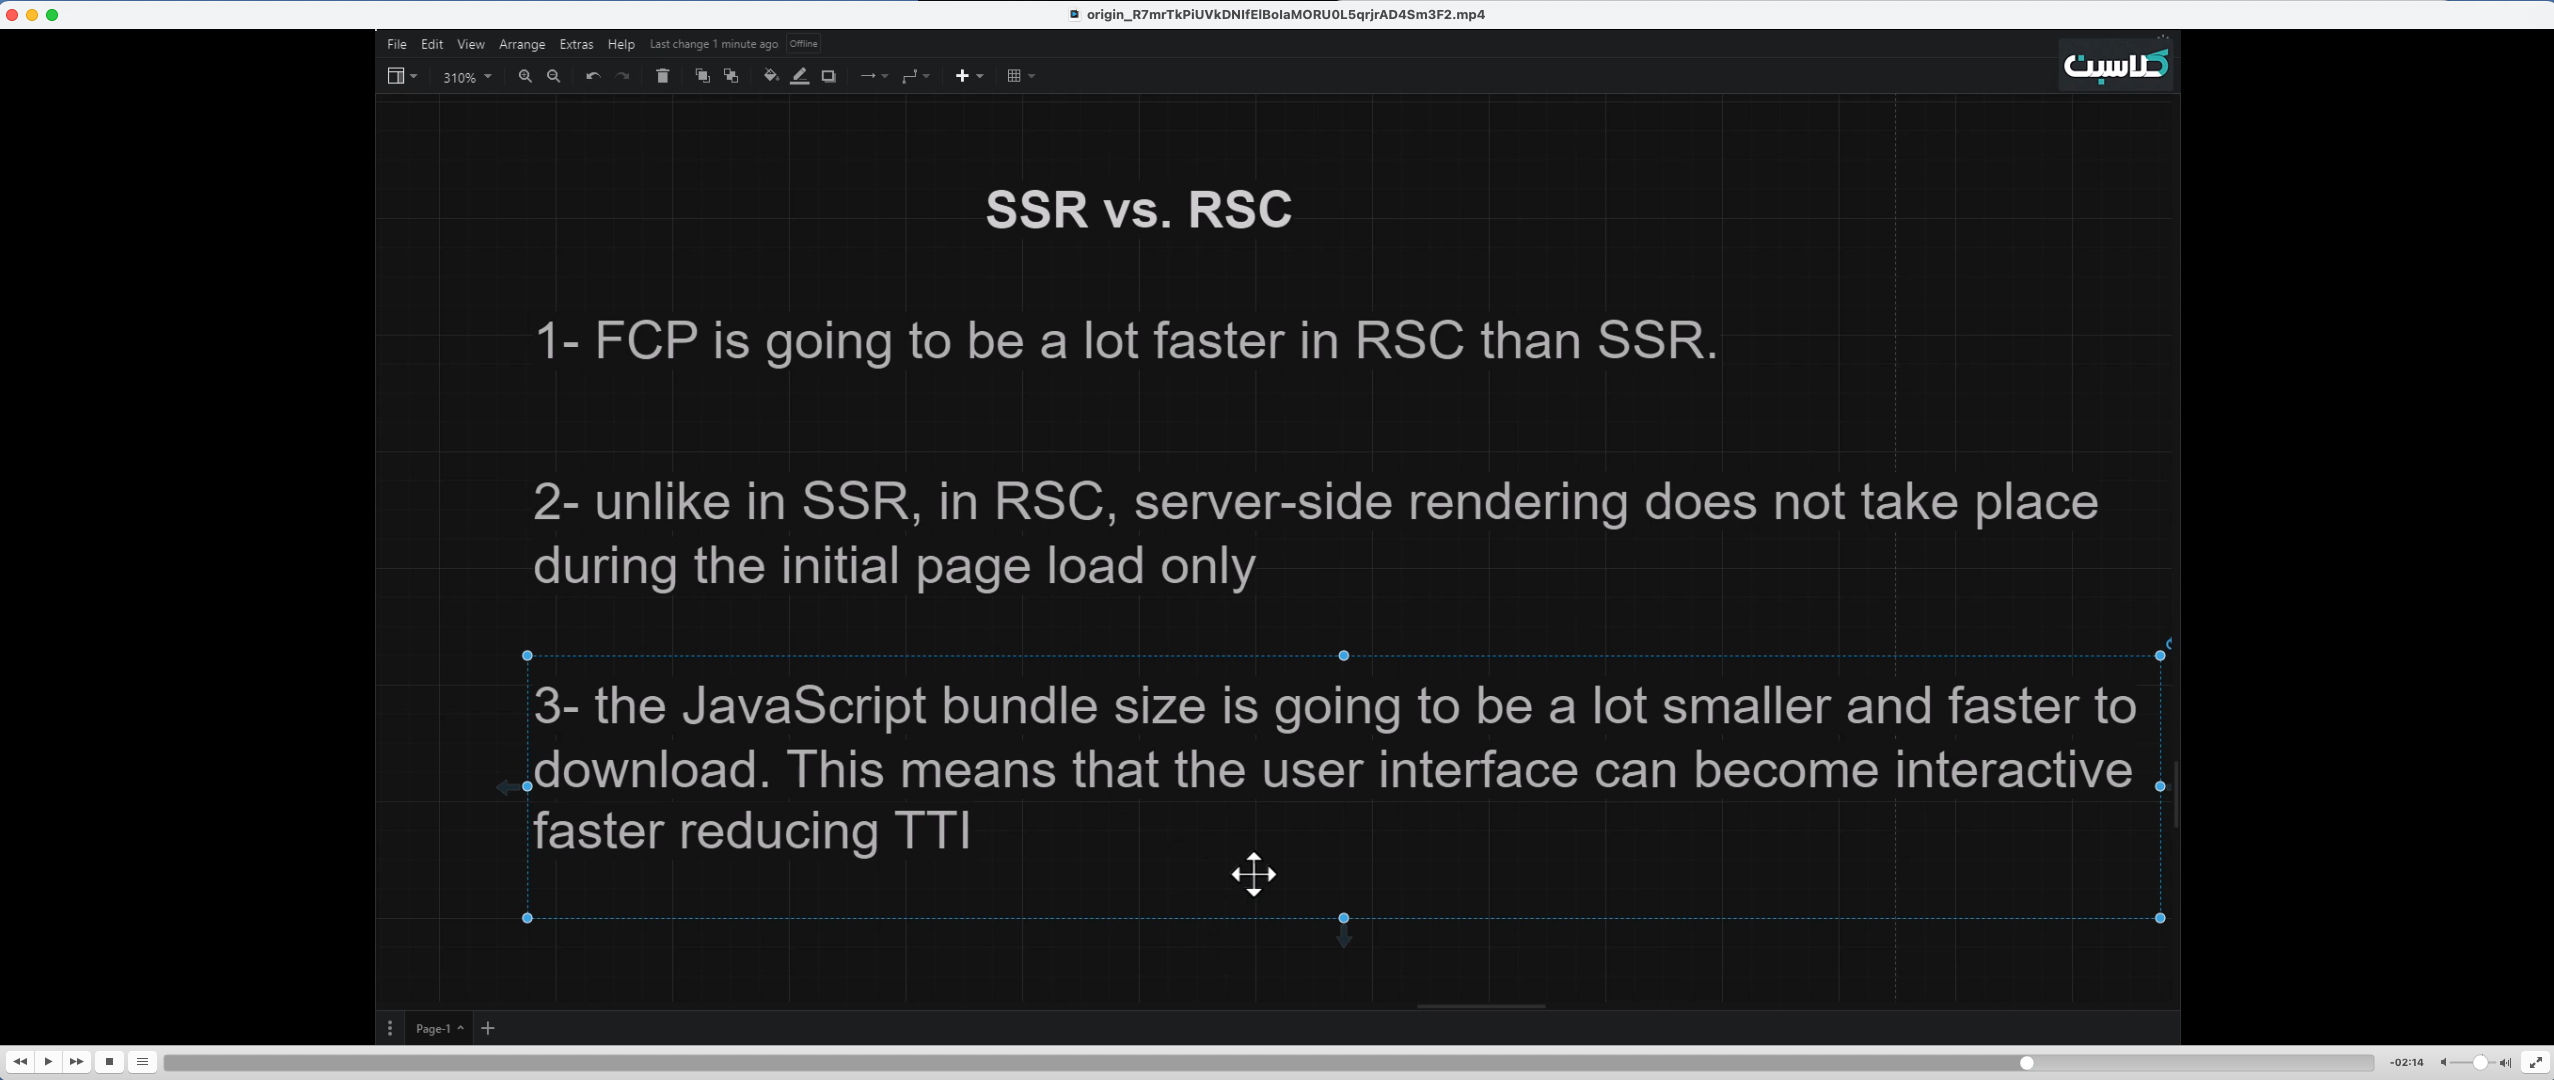 origin_R7mrTkPiUVkDNIfElBolaMORU0L5qrjrAD4Sm3F2.mp4
File Edit View Arrange Extras Help Last change 1 minute ago Offline
310%
کلاسبت
SSR vs. RSC
1- FCP is going to be a lot faster in RSC than SSR.
2- unlike in SSR, in RSC, server-side rendering does not take place
during the initial page load only
3- the JavaScript bundle size is going to be a lot smaller and faster to
download. This means that the user interface can become interactive
faster reducing TTI
Page-1
-02:14